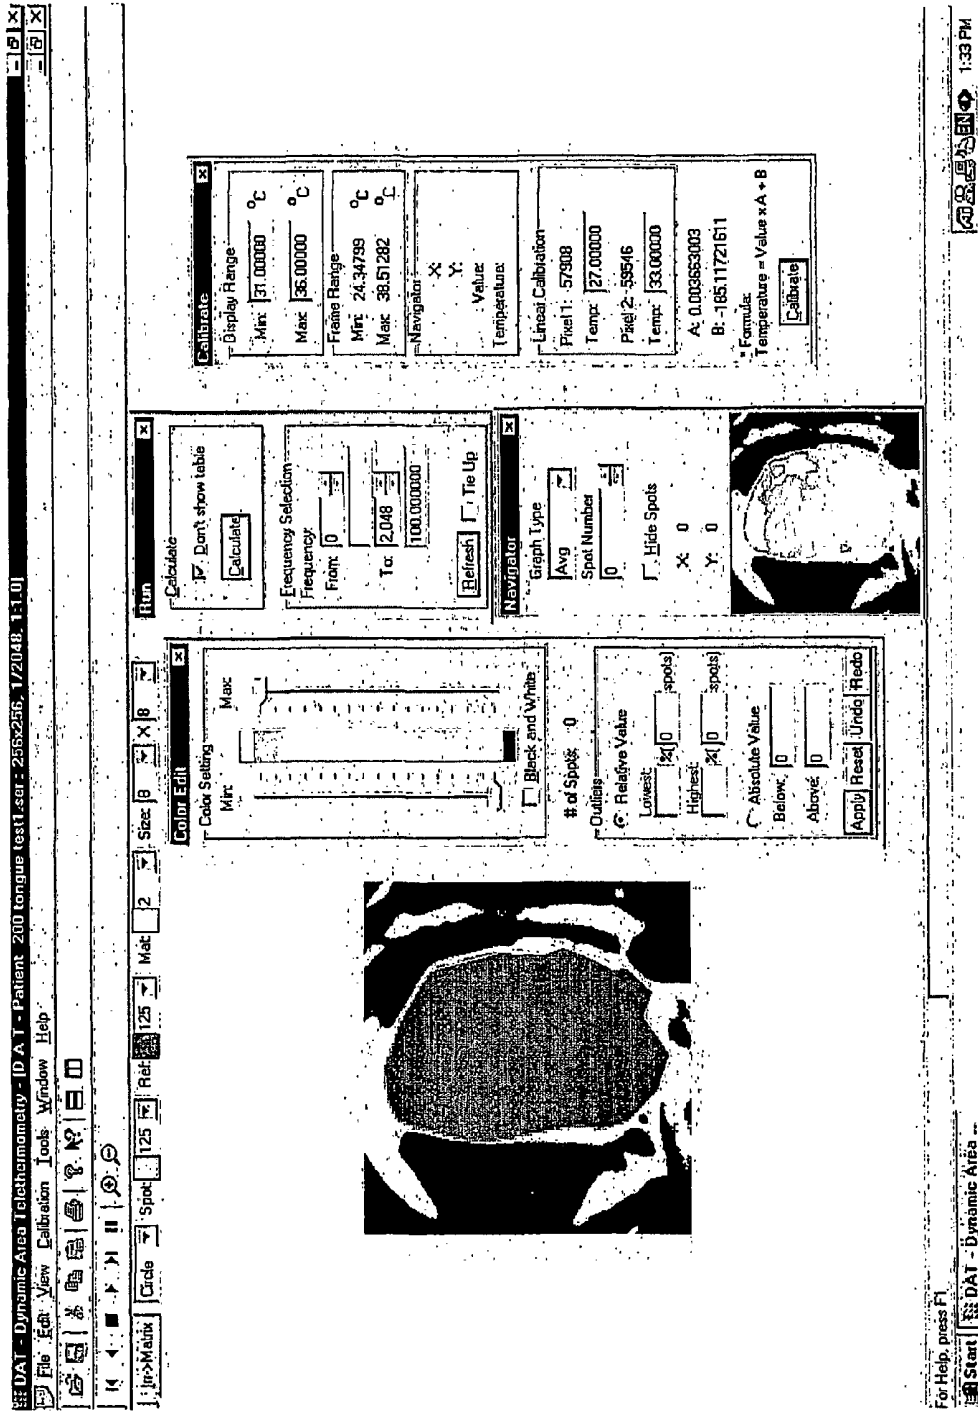 DAT - Dynamic Area Telethermometry - [D A T - Patient 200 tongue test1.ser: 256x256, 1/2048, 1:1.0]
File Edit View Calibration Tools Window Help
In->Matrix Circle Spot: 125 Ref: 125 Mat: 2 Size: 8 X 8
Color Edit
Color Setting
Min: Max:
Black and White
# of Spots: 0
Outliers
Relative Value
Lowest:
%( 0 spots)
Highest:
%( 0 spots)
Absolute Value
Below: 0
Above: 0
Apply Reset Undo Redo
Run
Calculate
Don't show table
Calculate
Frequency Selection
Frequency:
From: 0
To: 2,048
100.000000
Refresh Tie Up
Navigator
Graph Type
Avg
Spot Number
0
Hide Spots
X: 0
Y: 0
Calibrate
Display Range
Min: 31.00000 °C
Max: 36.00000 °C
Frame Range
Min: 24.34799 °C
Max: 38.51282 °C
Navigator
X:
Y:
Value:
Temperature:
Linear Calibration
Pixel 1: 57908
Temp: 27.00000
Pixel 2: 59546
Temp: 33.00000
A: 0.003663003
B: -185.11721611
* Formula:
Temperature = Value x A + B
Calibrate
For Help, press F1
Start DAT - Dynamic Area ...
EN 1:33 PM